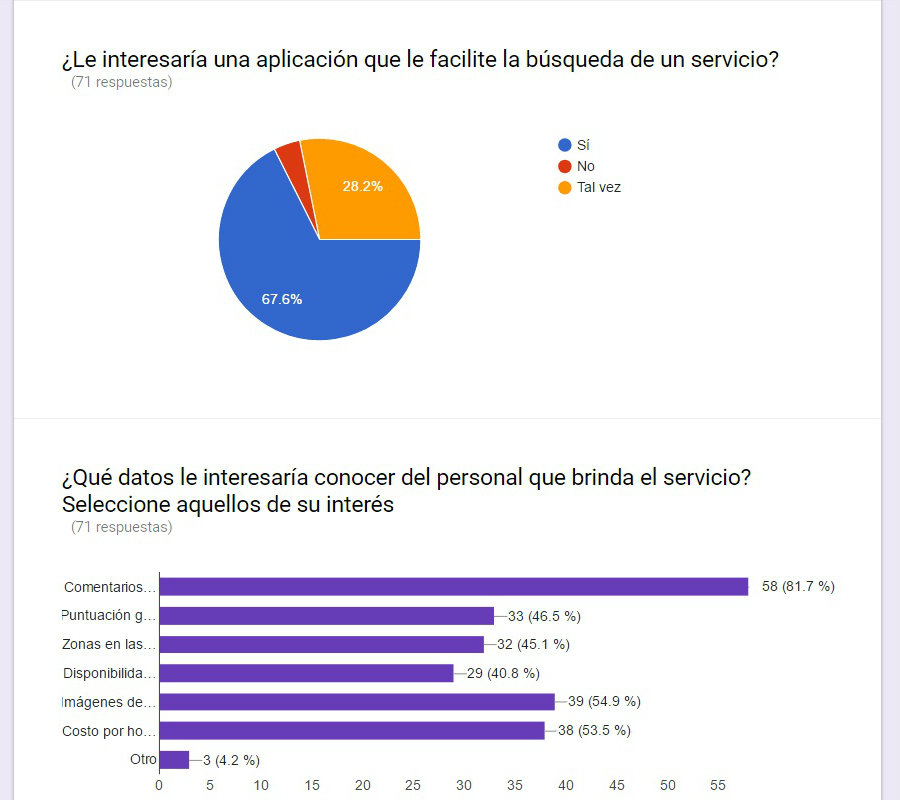 ¿Le interesaría una aplicación que le facilite la búsqueda de un servicio?
(71 respuestas)
Sí
No
Tal vez
28.2%
67.6%
¿Qué datos le interesaría conocer del personal que brinda el servicio?
Seleccione aquellos de su interés
(71 respuestas)
Comentarios… 58 (81.7 %)
Puntuación g… 33 (46.5 %)
Zonas en las… 32 (45.1 %)
Disponibilida… 29 (40.8 %)
Imágenes de… 39 (54.9 %)
Costo por ho… 38 (53.5 %)
Otro 3 (4.2 %)
0 5 10 15 20 25 30 35 40 45 50 55